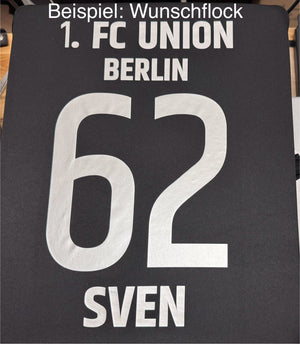 Beispiel: Wunschflock
1. FC UNION
BERLIN
62
SVEN